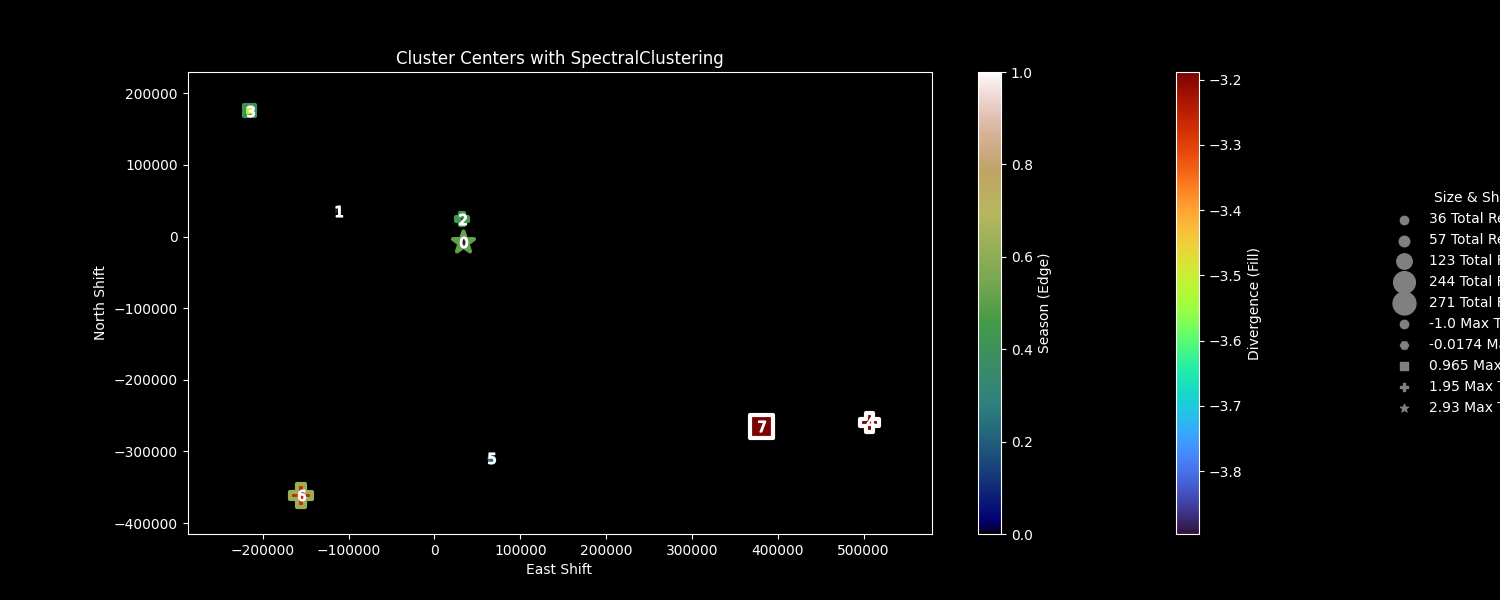 Cluster Centers with SpectralClustering
200000
100000
0
−100000
−200000
−300000
−400000
North Shift
−200000
−100000
0
100000
200000
300000
400000
500000
East Shift
3
1
2
0
7
4
5
6
1.0
0.8
0.6
0.4
0.2
0.0
Season (Edge)
−3.2
−3.3
−3.4
−3.5
−3.6
−3.7
−3.8
Divergence (Fill)
Size & Sh
36 Total Re
57 Total Re
123 Total
244 Total
271 Total
-1.0 Max T
-0.0174 Ma
0.965 Max
1.95 Max T
2.93 Max T